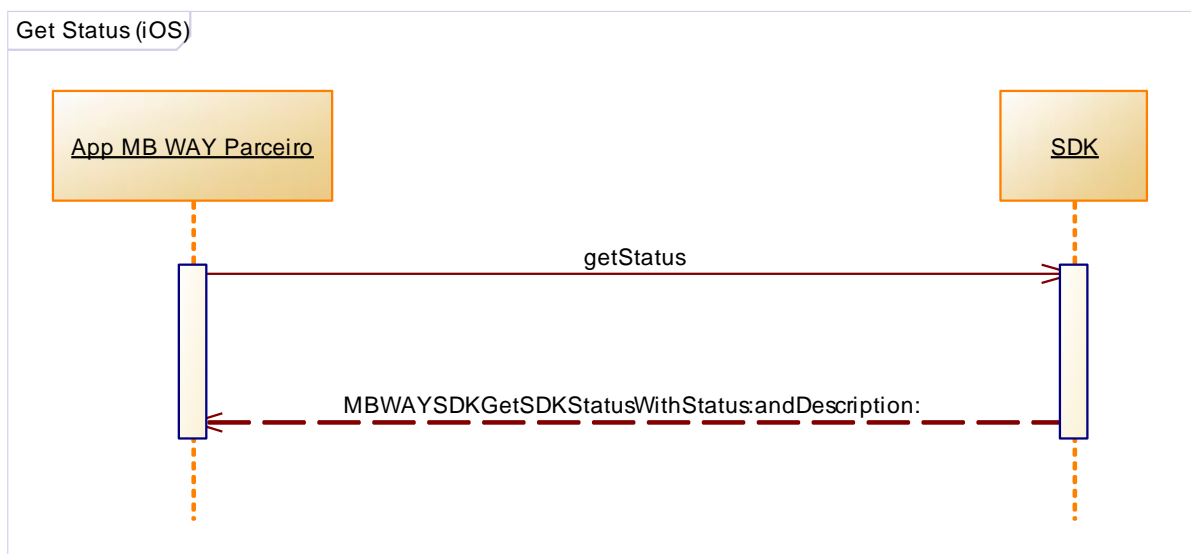 Get Status (iOS)
App MB WAY Parceiro
SDK
getStatus
MBWAYSDKGetSDKStatusWithStatus:andDescription: